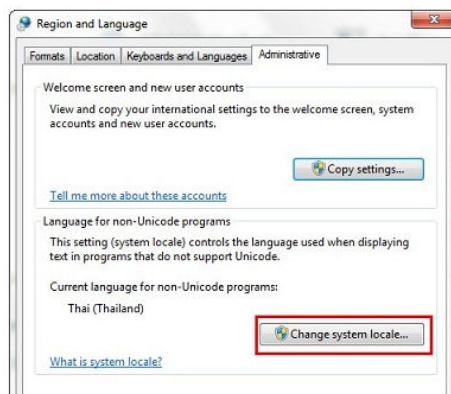 Region and Language
Formats Location Keyboards and Languages Administrative
Welcome screen and new user accounts
View and copy your international settings to the welcome screen, system
accounts and new user accounts.
Copy settings...
Tell me more about these accounts
Language for non-Unicode programs
This setting (system locale) controls the language used when displaying
text in programs that do not support Unicode.
Current language for non-Unicode programs:
Thai (Thailand)
Change system locale...
What is system locale?